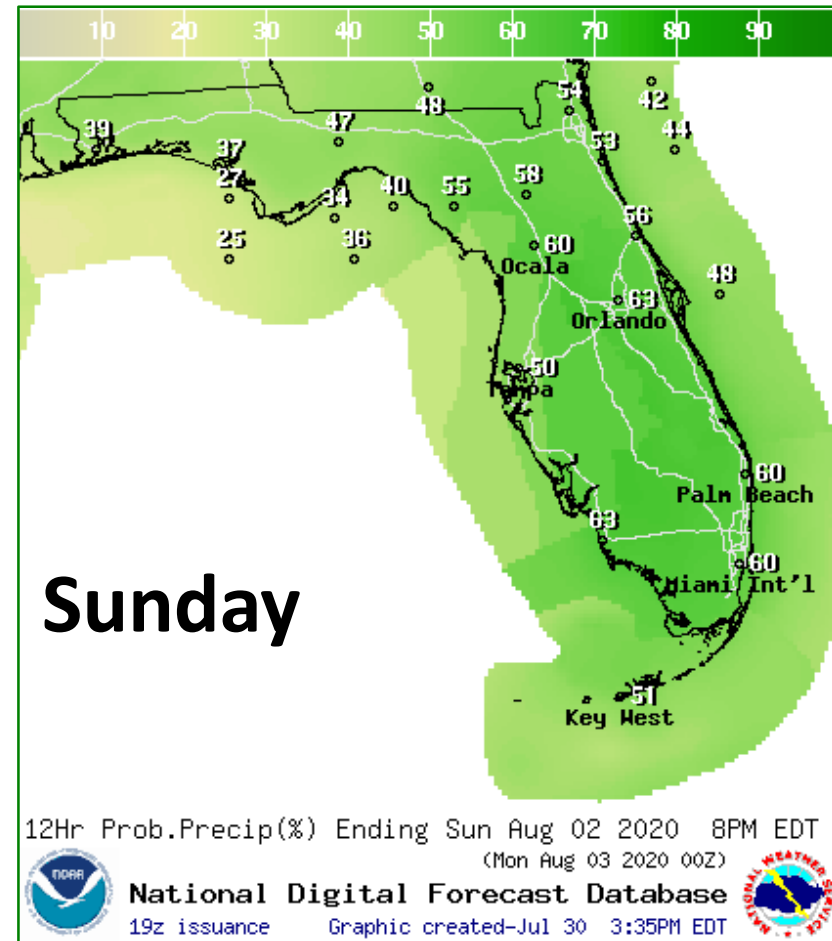 10 20 30 40 50 60 70 80 90
54 42
48
39 47 53 44
37
27 58
34 40 55
56
25 36 60
Ocala
48
63
Orlando
50
Tampa
60
Palm Beach
63
60
Miami Int'l
Sunday
51
Key West
12Hr Prob.Precip(%) Ending Sun Aug 02 2020 8PM EDT
(Mon Aug 03 2020 00Z)
NOAA
National Digital Forecast Database
19z issuance Graphic created-Jul 30 3:35PM EDT
NATIONAL WEATHER SERVICE